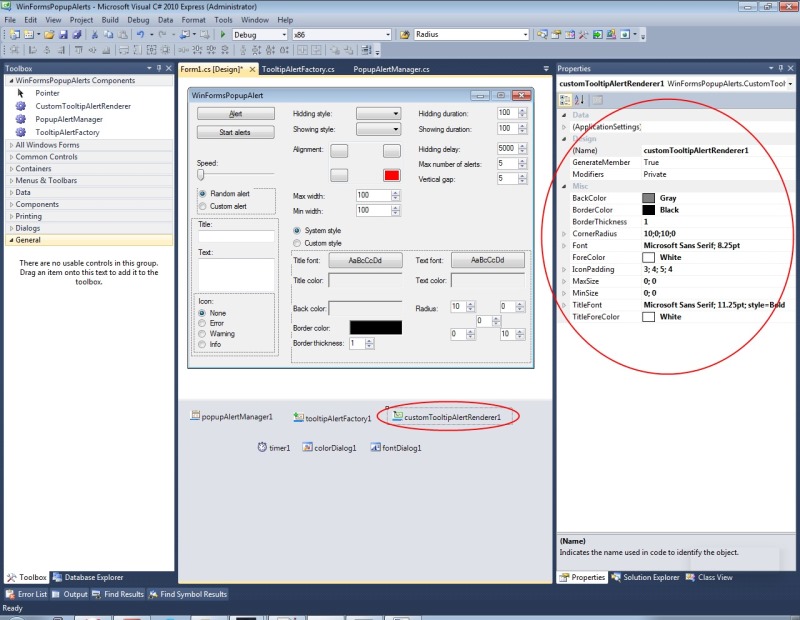 WinFormsPopupAlerts - Microsoft Visual C# 2010 Express (Administrator)
File Edit View Project Build Debug Data Format Tools Window Help
Debug x86 Radius
Toolbox
WinFormsPopupAlerts Components
Pointer
CustomTooltipAlertRenderer
PopupAlertManager
TooltipAlertFactory
All Windows Forms
Common Controls
Containers
Menus & Toolbars
Data
Components
Printing
Dialogs
General
There are no usable controls in this group.
Drag an item onto this text to add it to the
toolbox.
Toolbox Database Explorer
Form1.cs [Design]* TooltipAlertFactory.cs PopupAlertManager.cs
WinFormsPopupAlert
Alert
Start alerts
Speed:
Random alert
Custom alert
Title:
Text:
Icon:
None
Error
Warning
Info
Hidding style:
Showing style:
Alignment:
Max width: 100
Min width: 100
System style
Custom style
Hidding duration: 100
Showing duration: 100
Hidding delay: 5000
Max number of alerts: 5
Vertical gap: 5
Title font: AaBbCcDd Text font: AaBbCcDd
Title color: Text color:
Back color: Radius: 10 0
Border color: 0
Border thickness: 1 0 10
popupAlertManager1 tooltipAlertFactory1 customTooltipAlertRenderer1
timer1 colorDialog1 fontDialog1
Properties
customTooltipAlertRenderer1 WinFormsPopupAlerts.CustomTool
Data
(ApplicationSettings)
Design
(Name) customTooltipAlertRenderer1
GenerateMember True
Modifiers Private
Misc
BackColor Gray
BorderColor Black
BorderThickness 1
CornerRadius 10;0;10;0
Font Microsoft Sans Serif; 8.25pt
ForeColor White
IconPadding 3; 4; 5; 4
MaxSize 0; 0
MinSize 0; 0
TitleFont Microsoft Sans Serif; 11.25pt; style=Bold
TitleForeColor White
(Name)
Indicates the name used in code to identify the object.
Properties Solution Explorer Class View
Error List Output Find Results Find Symbol Results
Ready